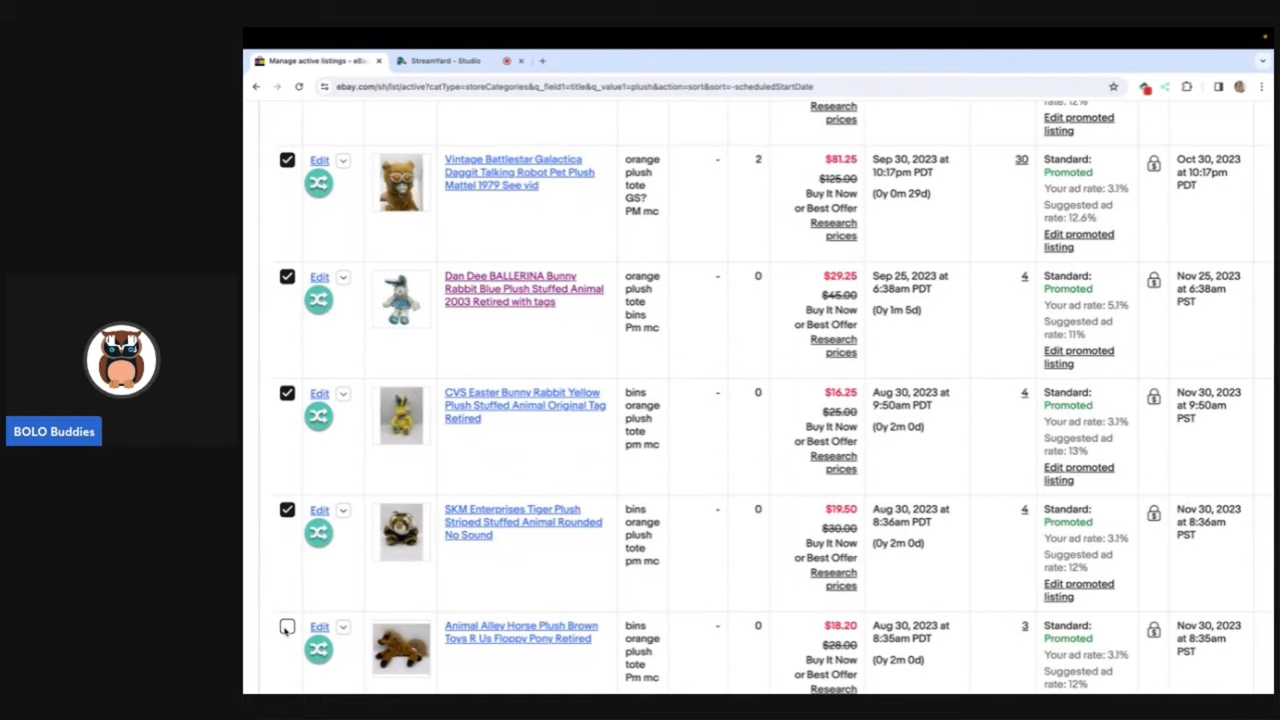 Manage active listings - eBa
StreamYard - Studio
ebay.com/sh/lst/active?catType=storeCategories&q_field1=title&q_value1=plush&action=sort&sort=-scheduledStartDate
Research
prices
rate: 12%
Edit promoted
listing
Edit
Vintage Battlestar Galactica
Daggit Talking Robot Pet Plush
Mattel 1979 See vid
orange
plush
tote
GS?
PM mc
-
2
$81.25
$125.00
Buy It Now
or Best Offer
Research
prices
Sep 30, 2023 at
10:17pm PDT
(0y 0m 29d)
30
Standard:
Promoted
Your ad rate: 3.1%
Suggested ad
rate: 12.6%
Edit promoted
listing
Oct 30, 2023
at 10:17pm
PDT
Edit
Dan Dee BALLERINA Bunny
Rabbit Blue Plush Stuffed Animal
2003 Retired with tags
orange
plush
tote
bins
Pm mc
-
0
$29.25
$45.00
Buy It Now
or Best Offer
Research
prices
Sep 25, 2023 at
6:38am PDT
(0y 1m 5d)
4
Standard:
Promoted
Your ad rate: 5.1%
Suggested ad
rate: 11%
Edit promoted
listing
Nov 25, 2023
at 6:38am
PST
Edit
CVS Easter Bunny Rabbit Yellow
Plush Stuffed Animal Original Tag
Retired
bins
orange
plush
tote
pm mc
-
0
$16.25
$25.00
Buy It Now
or Best Offer
Research
prices
Aug 30, 2023 at
9:50am PDT
(0y 2m 0d)
4
Standard:
Promoted
Your ad rate: 3.1%
Suggested ad
rate: 13%
Edit promoted
listing
Nov 30, 2023
at 9:50am
PST
Edit
SKM Enterprises Tiger Plush
Striped Stuffed Animal Rounded
No Sound
bins
orange
plush
tote
pm mc
-
0
$19.50
$30.00
Buy It Now
or Best Offer
Research
prices
Aug 30, 2023 at
8:36am PDT
(0y 2m 0d)
4
Standard:
Promoted
Your ad rate: 3.1%
Suggested ad
rate: 12%
Edit promoted
listing
Nov 30, 2023
at 8:36am
PST
Edit
Animal Alley Horse Plush Brown
Toys R Us Floppy Pony Retired
bins
orange
plush
tote
Pm mc
-
0
$18.20
$28.00
Buy It Now
or Best Offer
Research
Aug 30, 2023 at
8:35am PDT
(0y 2m 0d)
3
Standard:
Promoted
Your ad rate: 3.1%
Suggested ad
rate: 12%
Nov 30, 2023
at 8:35am
PST
BOLO Buddies